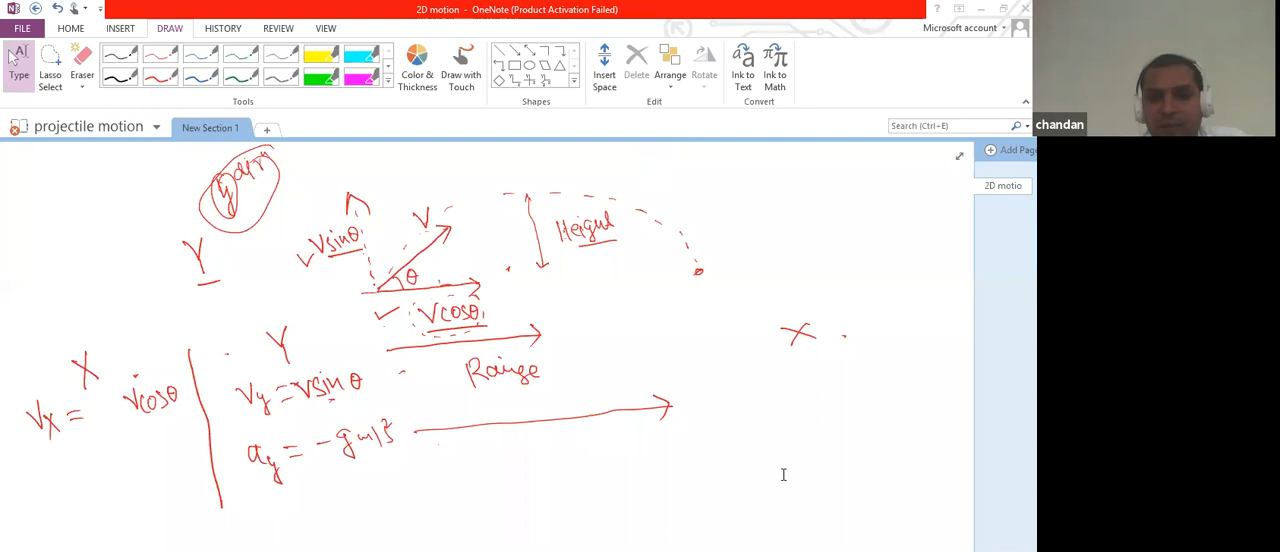 2D motion - OneNote (Product Activation Failed)
FILE HOME INSERT DRAW HISTORY REVIEW VIEW
Microsoft account
Type
Lasso Select
Eraser
Color & Thickness
Draw with Touch
Insert Space
Delete
Arrange
Rotate
Ink to Text
Ink to Math
Tools
Shapes
Edit
Convert
projectile motion
New Section 1
Search (Ctrl+E)
chandan
Add Page
2D motio
y dirn
Y
Vsinθ
V
θ
Height
Vcosθ
Range
X
Vx = Vcosθ
Y
Vy = Vsinθ
ay = -g m/s²
X